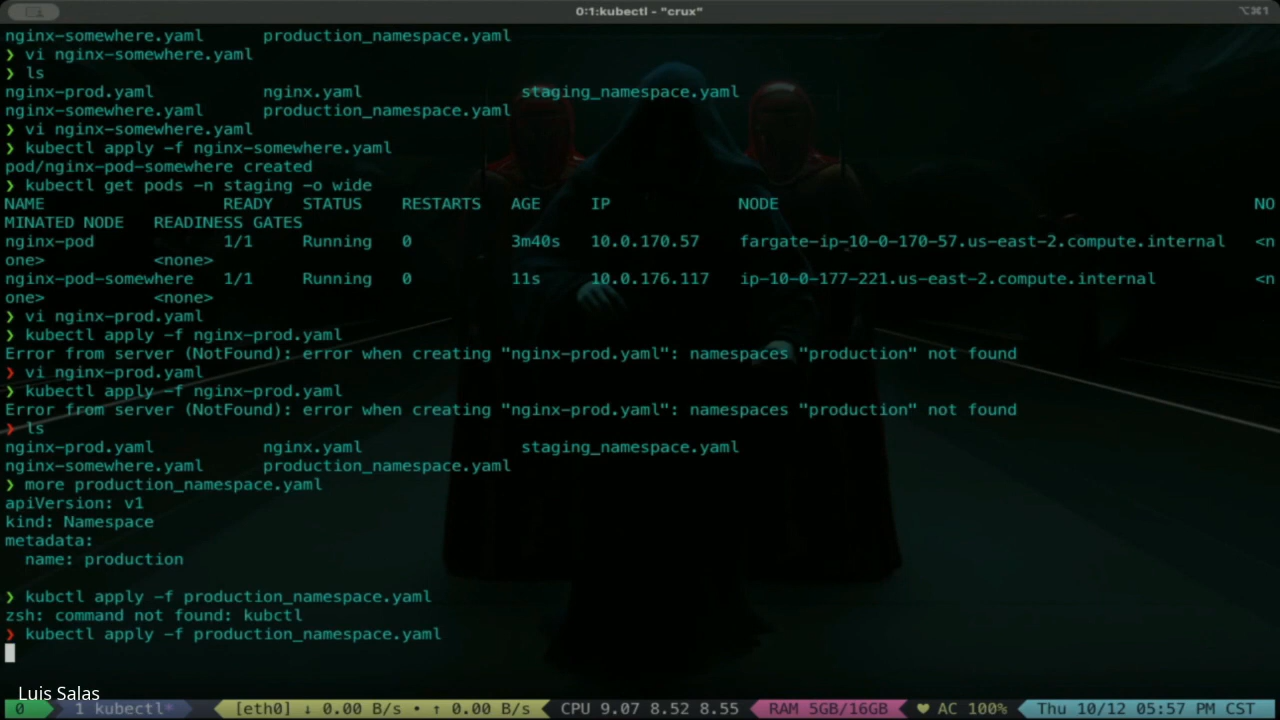 0:1:kubectl - "crux"
⌥⌘1
nginx-somewhere.yaml      production_namespace.yaml
❯ vi nginx-somewhere.yaml
❯ ls
nginx-prod.yaml           nginx.yaml                staging_namespace.yaml
nginx-somewhere.yaml      production_namespace.yaml
❯ vi nginx-somewhere.yaml
❯ kubectl apply -f nginx-somewhere.yaml
pod/nginx-pod-somewhere created
❯ kubectl get pods -n staging -o wide
NAME                  READY   STATUS    RESTARTS   AGE     IP             NODE                                                NO
MINATED NODE   READINESS GATES
nginx-pod             1/1     Running   0          3m40s   10.0.170.57    fargate-ip-10-0-170-57.us-east-2.compute.internal   <n
one>           <none>
nginx-pod-somewhere   1/1     Running   0          11s     10.0.176.117   ip-10-0-177-221.us-east-2.compute.internal          <n
one>           <none>
❯ vi nginx-prod.yaml
❯ kubectl apply -f nginx-prod.yaml
Error from server (NotFound): error when creating "nginx-prod.yaml": namespaces "production" not found
❯ vi nginx-prod.yaml
❯ kubectl apply -f nginx-prod.yaml
Error from server (NotFound): error when creating "nginx-prod.yaml": namespaces "production" not found
❯ ls
nginx-prod.yaml           nginx.yaml                staging_namespace.yaml
nginx-somewhere.yaml      production_namespace.yaml
❯ more production_namespace.yaml
apiVersion: v1
kind: Namespace
metadata:
  name: production
❯ kubctl apply -f production_namespace.yaml
zsh: command not found: kubctl
❯ kubectl apply -f production_namespace.yaml
Luis Salas
0   1 kubectl*   [eth0] ↓ 0.00 B/s • ↑ 0.00 B/s   CPU 9.07 8.52 8.55   RAM 5GB/16GB   ♥ AC 100%   Thu 10/12 05:57 PM CST